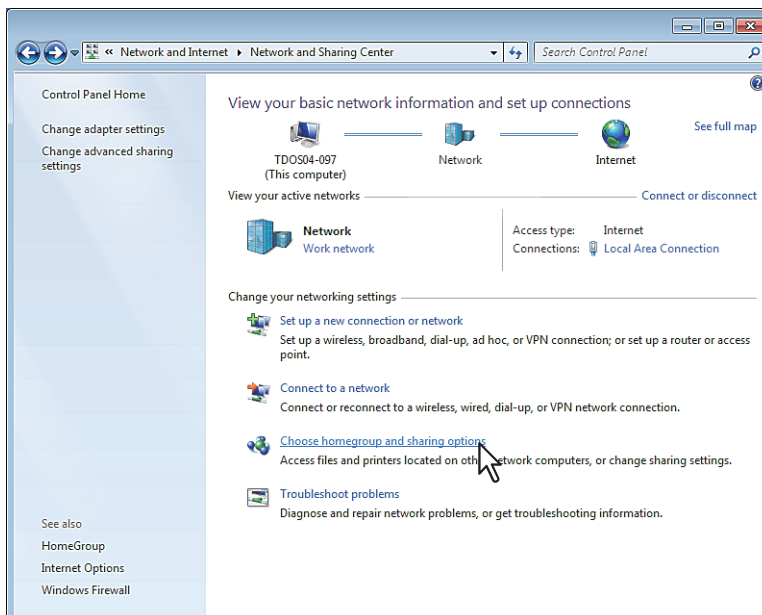 « Network and Internet ▸ Network and Sharing Center
Search Control Panel
Control Panel Home
Change adapter settings
Change advanced sharing
settings
View your basic network information and set up connections
See full map
TDOS04-097
(This computer)
Network
Internet
View your active networks
Connect or disconnect
Network
Work network
Access type: Internet
Connections: Local Area Connection
Change your networking settings
Set up a new connection or network
Set up a wireless, broadband, dial-up, ad hoc, or VPN connection; or set up a router or access
point.
Connect to a network
Connect or reconnect to a wireless, wired, dial-up, or VPN network connection.
Choose homegroup and sharing options
Access files and printers located on other network computers, or change sharing settings.
Troubleshoot problems
Diagnose and repair network problems, or get troubleshooting information.
See also
HomeGroup
Internet Options
Windows Firewall